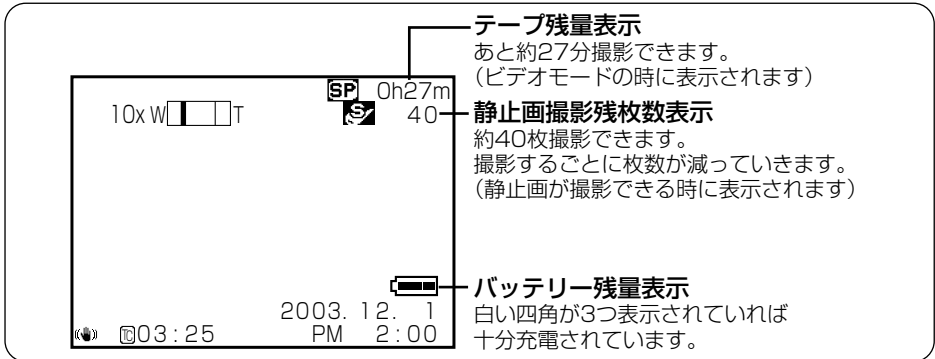 テープ残量表示
あと約27分撮影できます。
（ビデオモードの時に表示されます）
SP 0h27m
10x W T
S 40
静止画撮影残枚数表示
約40枚撮影できます。
撮影するごとに枚数が減っていきます。
（静止画が撮影できる時に表示されます）
バッテリー残量表示
白い四角が3つ表示されていれば
十分充電されています。
2003. 12. 1
TC 03:25 PM 2:00